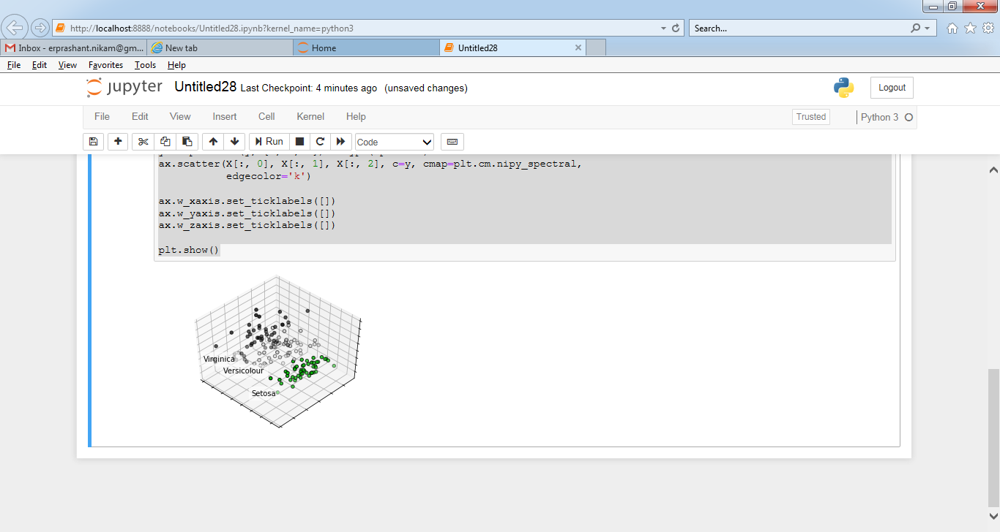 http://localhost:8888/notebooks/Untitled28.ipynb?kernel_name=python3
Search...
Inbox - erprashant.nikam@gm...
New tab
Home
Untitled28
File Edit View Favorites Tools Help
jupyter Untitled28 Last Checkpoint: 4 minutes ago (unsaved changes)
Logout
File Edit View Insert Cell Kernel Help
Trusted
Python 3
Run
Code
ax.scatter(X[:, 0], X[:, 1], X[:, 2], c=y, cmap=plt.cm.nipy_spectral,
edgecolor='k')
ax.w_xaxis.set_ticklabels([])
ax.w_yaxis.set_ticklabels([])
ax.w_zaxis.set_ticklabels([])
plt.show()
Virginica
Versicolour
Setosa